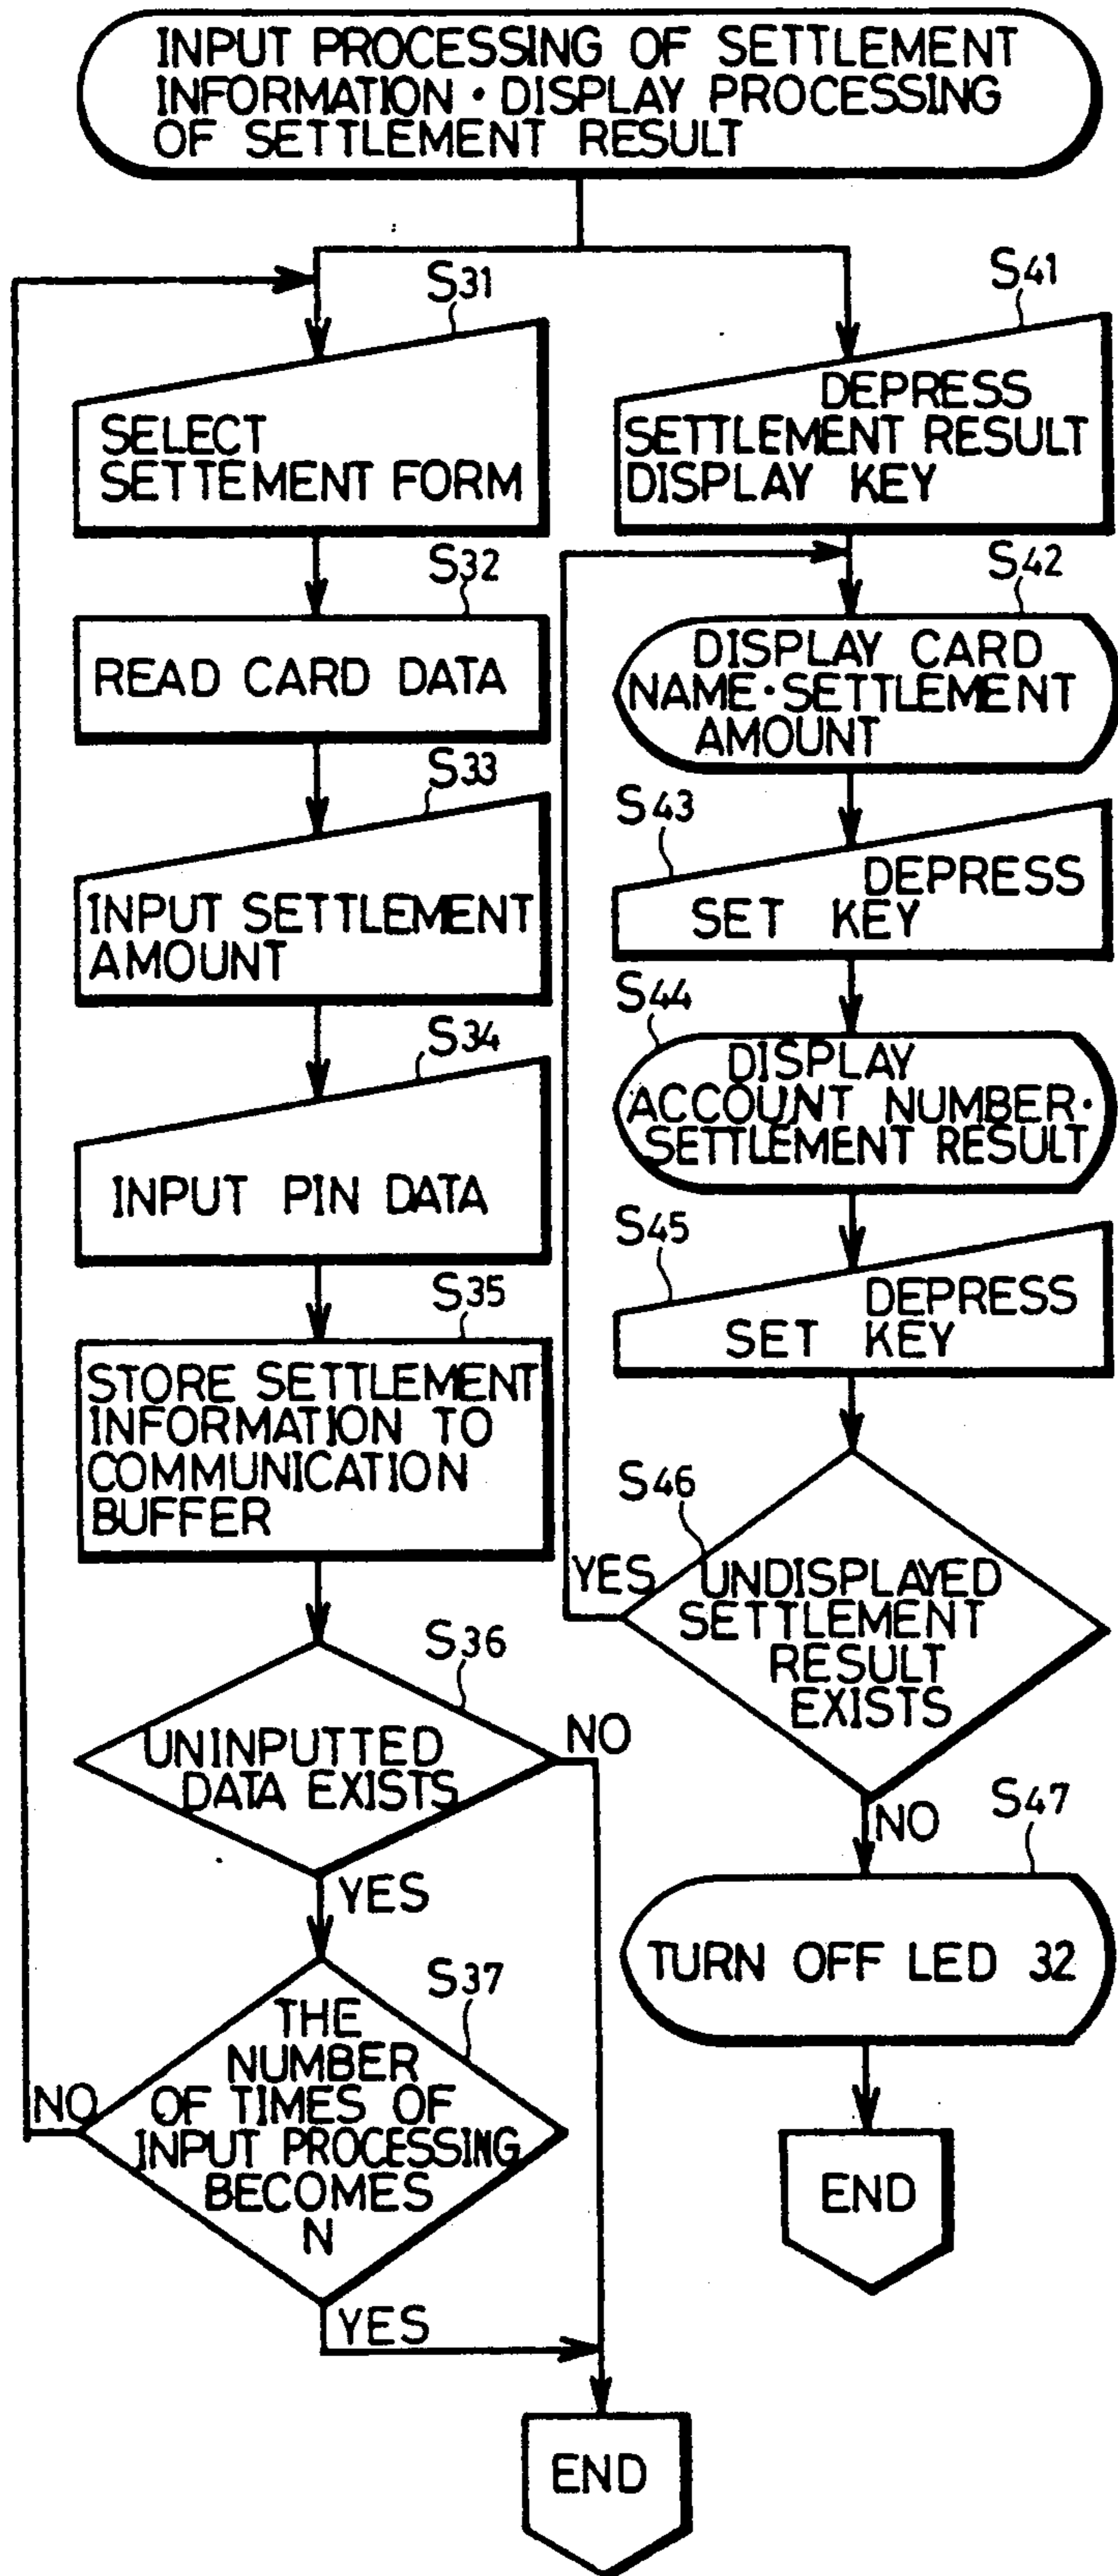 INPUT PROCESSING OF SETTLEMENT
INFORMATION・DISPLAY PROCESSING
OF SETTLEMENT RESULT
S31
SELECT
SETTEMENT FORM
S32
READ CARD DATA
S33
INPUT SETTLEMENT
AMOUNT
S34
INPUT PIN DATA
S35
STORE SETTLEMENT
INFORMATION TO
COMMUNICATION
BUFFER
S36
UNINPUTTED
DATA EXISTS
NO
YES
S37
THE
NUMBER
OF TIMES OF
INPUT PROCESSING
BECOMES
N
NO
YES
END
S41
DEPRESS
SETTLEMENT RESULT
DISPLAY KEY
S42
DISPLAY CARD
NAME・SETTLEMENT
AMOUNT
S43
DEPRESS
SET KEY
S44
DISPLAY
ACCOUNT NUMBER・
SETTLEMENT RESULT
S45
DEPRESS
SET KEY
S46
YES
UNDISPLAYED
SETTLEMENT
RESULT
EXISTS
NO
S47
TURN OFF LED 32
END